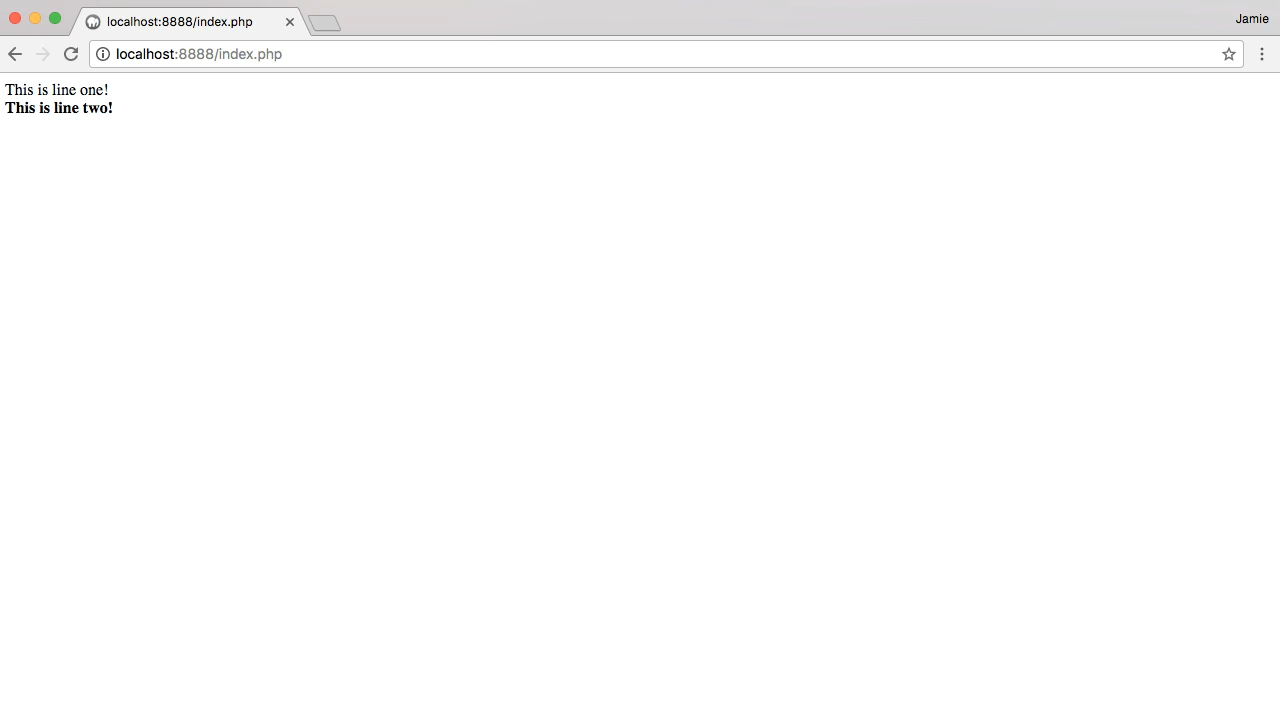 localhost:8888/index.php
Jamie
localhost:8888/index.php
This is line one!
This is line two!